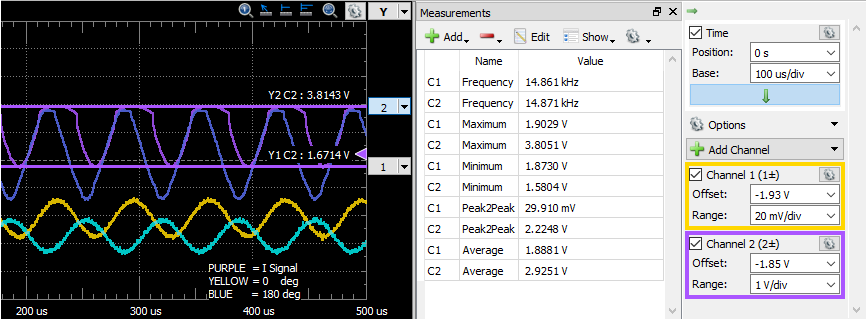 Y
Y2 C2 : 3.8143 V
2
Y1 C2 : 1.6714 V
1
PURPLE = I Signal
YELLOW = 0 deg
BLUE = 180 deg
200 us
300 us
400 us
500 us
Measurements
Add
Edit
Show
Name Value
C1 Frequency 14.861 kHz
C2 Frequency 14.871 kHz
C1 Maximum 1.9029 V
C2 Maximum 3.8051 V
C1 Minimum 1.8730 V
C2 Minimum 1.5804 V
C1 Peak2Peak 29.910 mV
C2 Peak2Peak 2.2248 V
C1 Average 1.8881 V
C2 Average 2.9251 V
Time
Position: 0 s
Base: 100 us/div
Options
Add Channel
Channel 1 (1±)
Offset: -1.93 V
Range: 20 mV/div
Channel 2 (2±)
Offset: -1.85 V
Range: 1 V/div